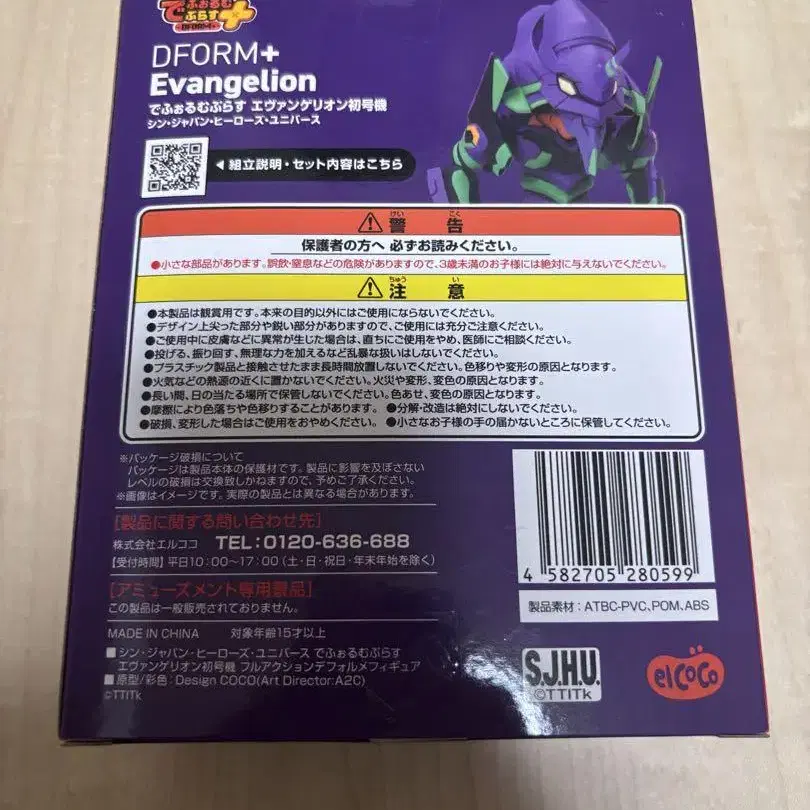 でふぉるむ
ぷらす
-DFORM+-
DFORM+
Evangelion
でふぉるむぷらす エヴァンゲリオン初号機
シン・ジャパン・ヒーローズ・ユニバース
◀組立説明・セット内容はこちら
⚠警告
けい こく
保護者の方へ 必ずお読みください。
●小さな部品があります。誤飲・窒息などの危険がありますので、3歳未満のお子様には絶対に与えないでください。
⚠注意
ちゅう い
●本製品は観賞用です。本来の目的以外にはご使用にならないでください。
●デザイン上尖った部分や鋭い部分がありますので、ご使用には充分ご注意ください。
●ご使用中に皮膚などに異常が生じた場合は、直ちにご使用をやめ、医師にご相談ください。
●投げる、振り回す、無理な力を加えるなど乱暴な扱いはしないでください。
●プラスチック製品と接触させたまま長時間放置しないでください。色移りや変形の原因となります。
●火気などの熱源の近くに置かないでください。火災や変形、変色の原因となります。
●長い間、日の当たる場所で保管しないでください。色あせ、変色の原因となります。
●摩擦により色落ちや色移りすることがあります。 ●分解・改造は絶対にしないでください。
●破損、変形した場合はご使用をおやめください。 ●小さなお子様の手の届かないところに保管してください。
※パッケージ破損について
パッケージは製品本体の保護材です。製品に影響を及ぼさない
レベルの破損は交換致しかねますので、予めご了承ください。
※画像はイメージです。実際の製品とは異なる場合があります。
[製品に関する問い合わせ先]
株式会社エルココ TEL:0120-636-688
【受付時間】平日10:00〜17:00(土・日・祝日・年末年始を除く)
[アミューズメント専用景品]
この製品は一般販売されておりません。
MADE IN CHINA 対象年齢15才以上
■シン・ジャパン・ヒーローズ・ユニバース でふぉるむぷらす
エヴァンゲリオン初号機 フルアクションデフォルメフィギュア
■原型/彩色:Design COCO(Art Director:A2C)
©TTITk
4 582705 280599
製品素材:ATBC-PVC,POM,ABS
S.J.H.U.
©TTITk
elcoco